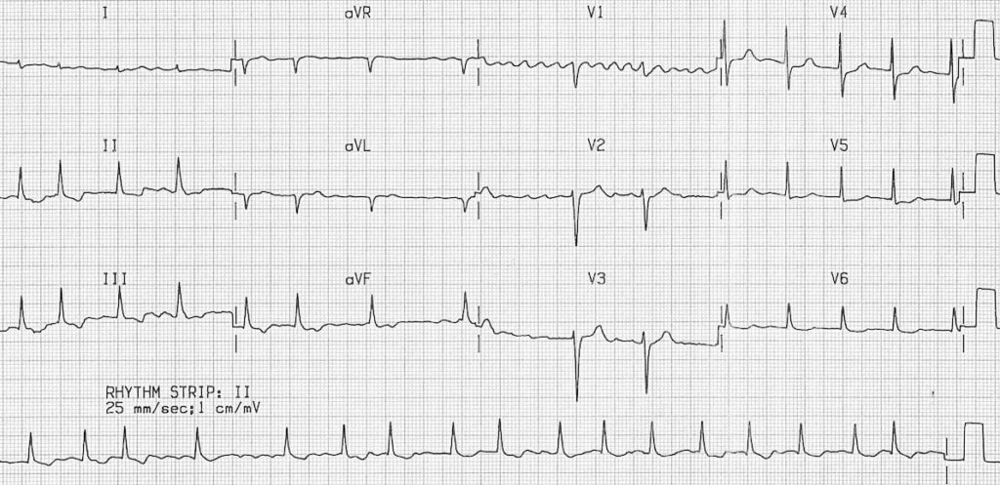 I aVR V1 V4
II aVL V2 V5
III aVF V3 V6
RHYTHM STRIP: II
25 mm/sec;1 cm/mV